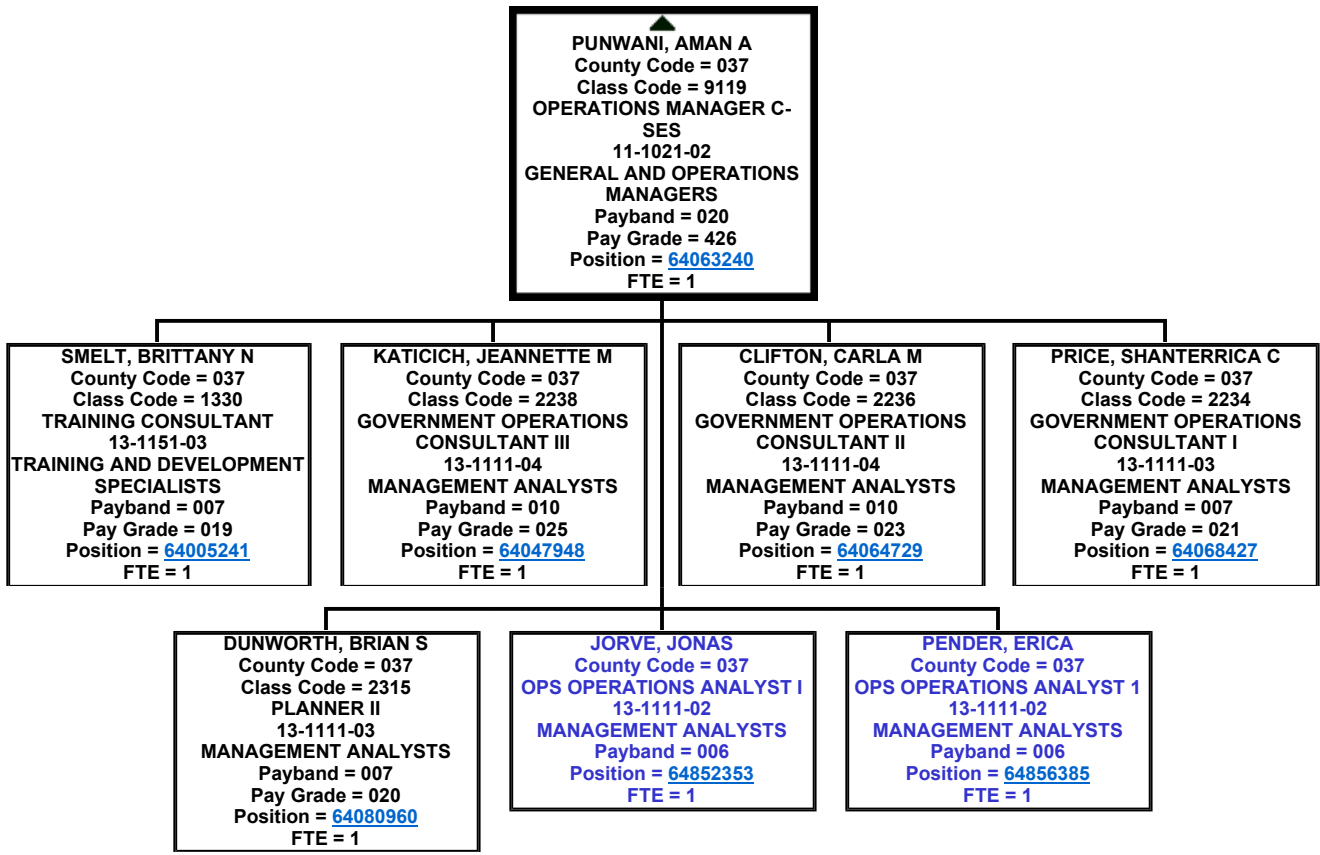 PUNWANI, AMAN A
County Code = 037
Class Code = 9119
OPERATIONS MANAGER C-
SES
11-1021-02
GENERAL AND OPERATIONS
MANAGERS
Payband = 020
Pay Grade = 426
Position = 64063240
FTE = 1
SMELT, BRITTANY N
County Code = 037
Class Code = 1330
TRAINING CONSULTANT
13-1151-03
TRAINING AND DEVELOPMENT
SPECIALISTS
Payband = 007
Pay Grade = 019
Position = 64005241
FTE = 1
KATICICH, JEANNETTE M
County Code = 037
Class Code = 2238
GOVERNMENT OPERATIONS
CONSULTANT III
13-1111-04
MANAGEMENT ANALYSTS
Payband = 010
Pay Grade = 025
Position = 64047948
FTE = 1
CLIFTON, CARLA M
County Code = 037
Class Code = 2236
GOVERNMENT OPERATIONS
CONSULTANT II
13-1111-04
MANAGEMENT ANALYSTS
Payband = 010
Pay Grade = 023
Position = 64064729
FTE = 1
PRICE, SHANTERRICA C
County Code = 037
Class Code = 2234
GOVERNMENT OPERATIONS
CONSULTANT I
13-1111-03
MANAGEMENT ANALYSTS
Payband = 007
Pay Grade = 021
Position = 64068427
FTE = 1
DUNWORTH, BRIAN S
County Code = 037
Class Code = 2315
PLANNER II
13-1111-03
MANAGEMENT ANALYSTS
Payband = 007
Pay Grade = 020
Position = 64080960
FTE = 1
JORVE, JONAS
County Code = 037
OPS OPERATIONS ANALYST I
13-1111-02
MANAGEMENT ANALYSTS
Payband = 006
Position = 64852353
FTE = 1
PENDER, ERICA
County Code = 037
OPS OPERATIONS ANALYST 1
13-1111-02
MANAGEMENT ANALYSTS
Payband = 006
Position = 64856385
FTE = 1